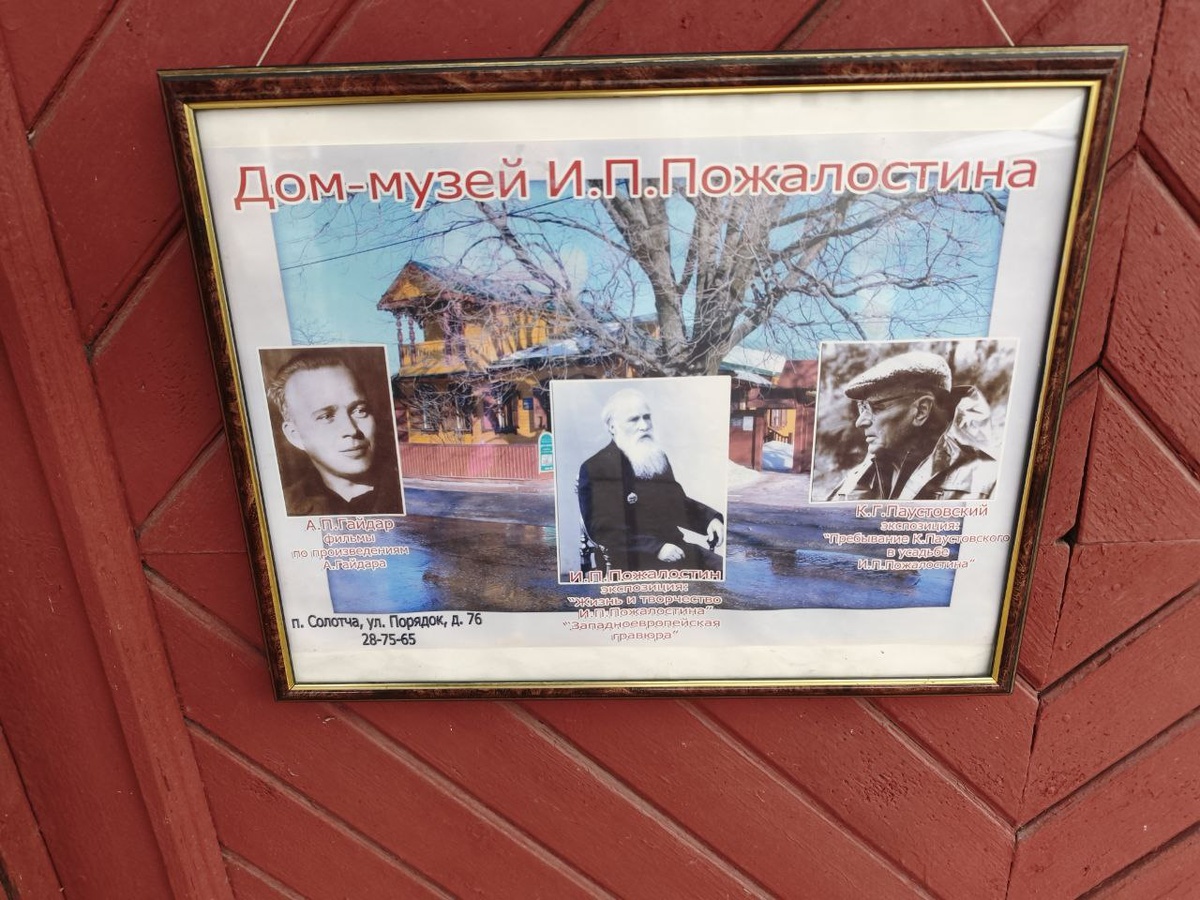 Дом-музей И.П.Пожалостина
А.П.Гайдар
фильмы
по произведениям
А.Гайдара
И.П.Пожалостин
экспозиция:
"Жизнь и творчество
И.П.Пожалостина"
"Западноевропейская
гравюра"
К.Г.Паустовский
экспозиция:
"Пребывание К.Паустовского
в усадьбе
И.П.Пожалостина"
п. Солотча, ул. Порядок, д. 76
28-75-65